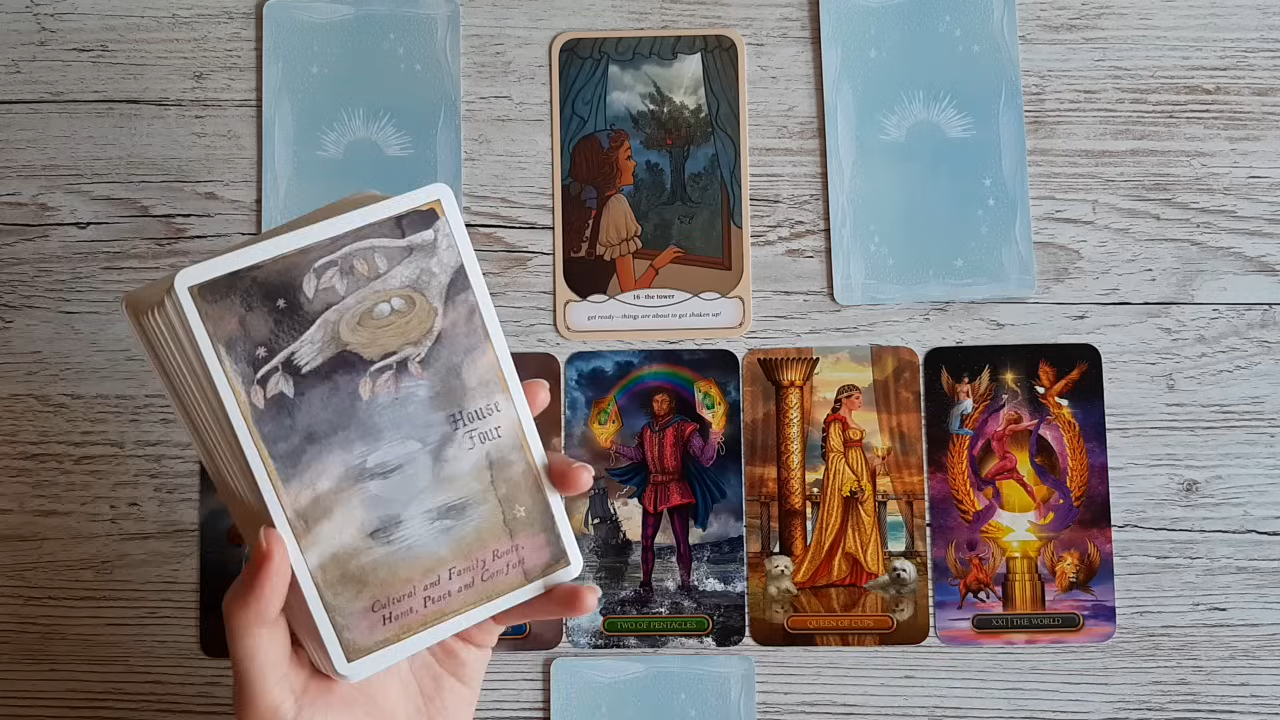 16 - the tower
get ready—things are about to get shaken up!
House
Four
Cultural and Family Roots,
Home, Peace and Comfort
TWO OF PENTACLES
QUEEN OF CUPS
XXI | THE WORLD